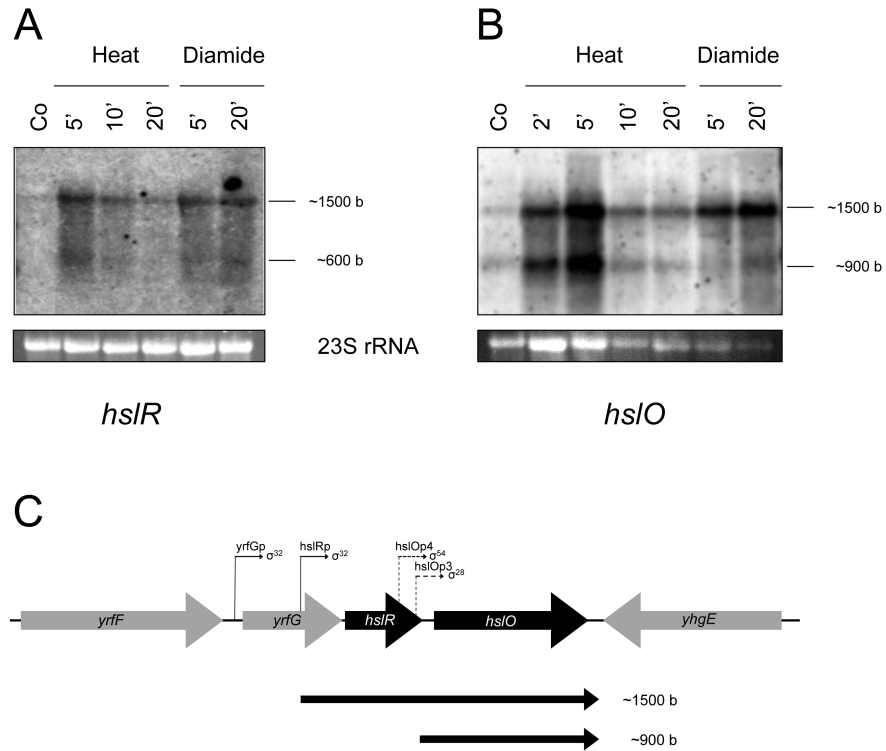 A
Heat
Diamide
Co
5’
10’
20’
5’
20’
~1500 b
~600 b
23S rRNA
hslR
B
Heat
Diamide
Co
2’
5’
10’
20’
5’
20’
~1500 b
~900 b
hslO
C
yrfGp
σ32
hslRp
σ32
hslOp4
σ54
hslOp3
σ28
yrfF
yrfG
hslR
hslO
yhgE
~1500 b
~900 b